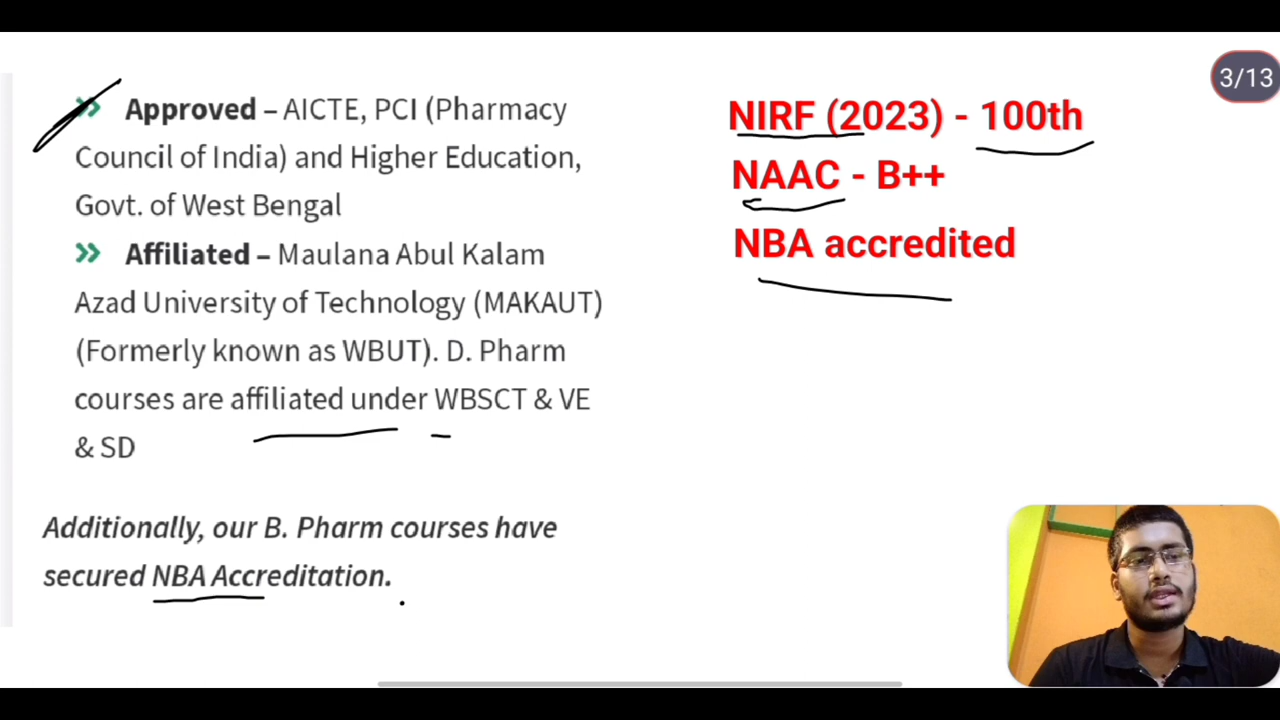 3/13
» Approved – AICTE, PCI (Pharmacy
Council of India) and Higher Education,
Govt. of West Bengal
» Affiliated – Maulana Abul Kalam
Azad University of Technology (MAKAUT)
(Formerly known as WBUT). D. Pharm
courses are affiliated under WBSCT & VE
& SD
Additionally, our B. Pharm courses have
secured NBA Accreditation.
NIRF (2023) - 100th
NAAC - B++
NBA accredited